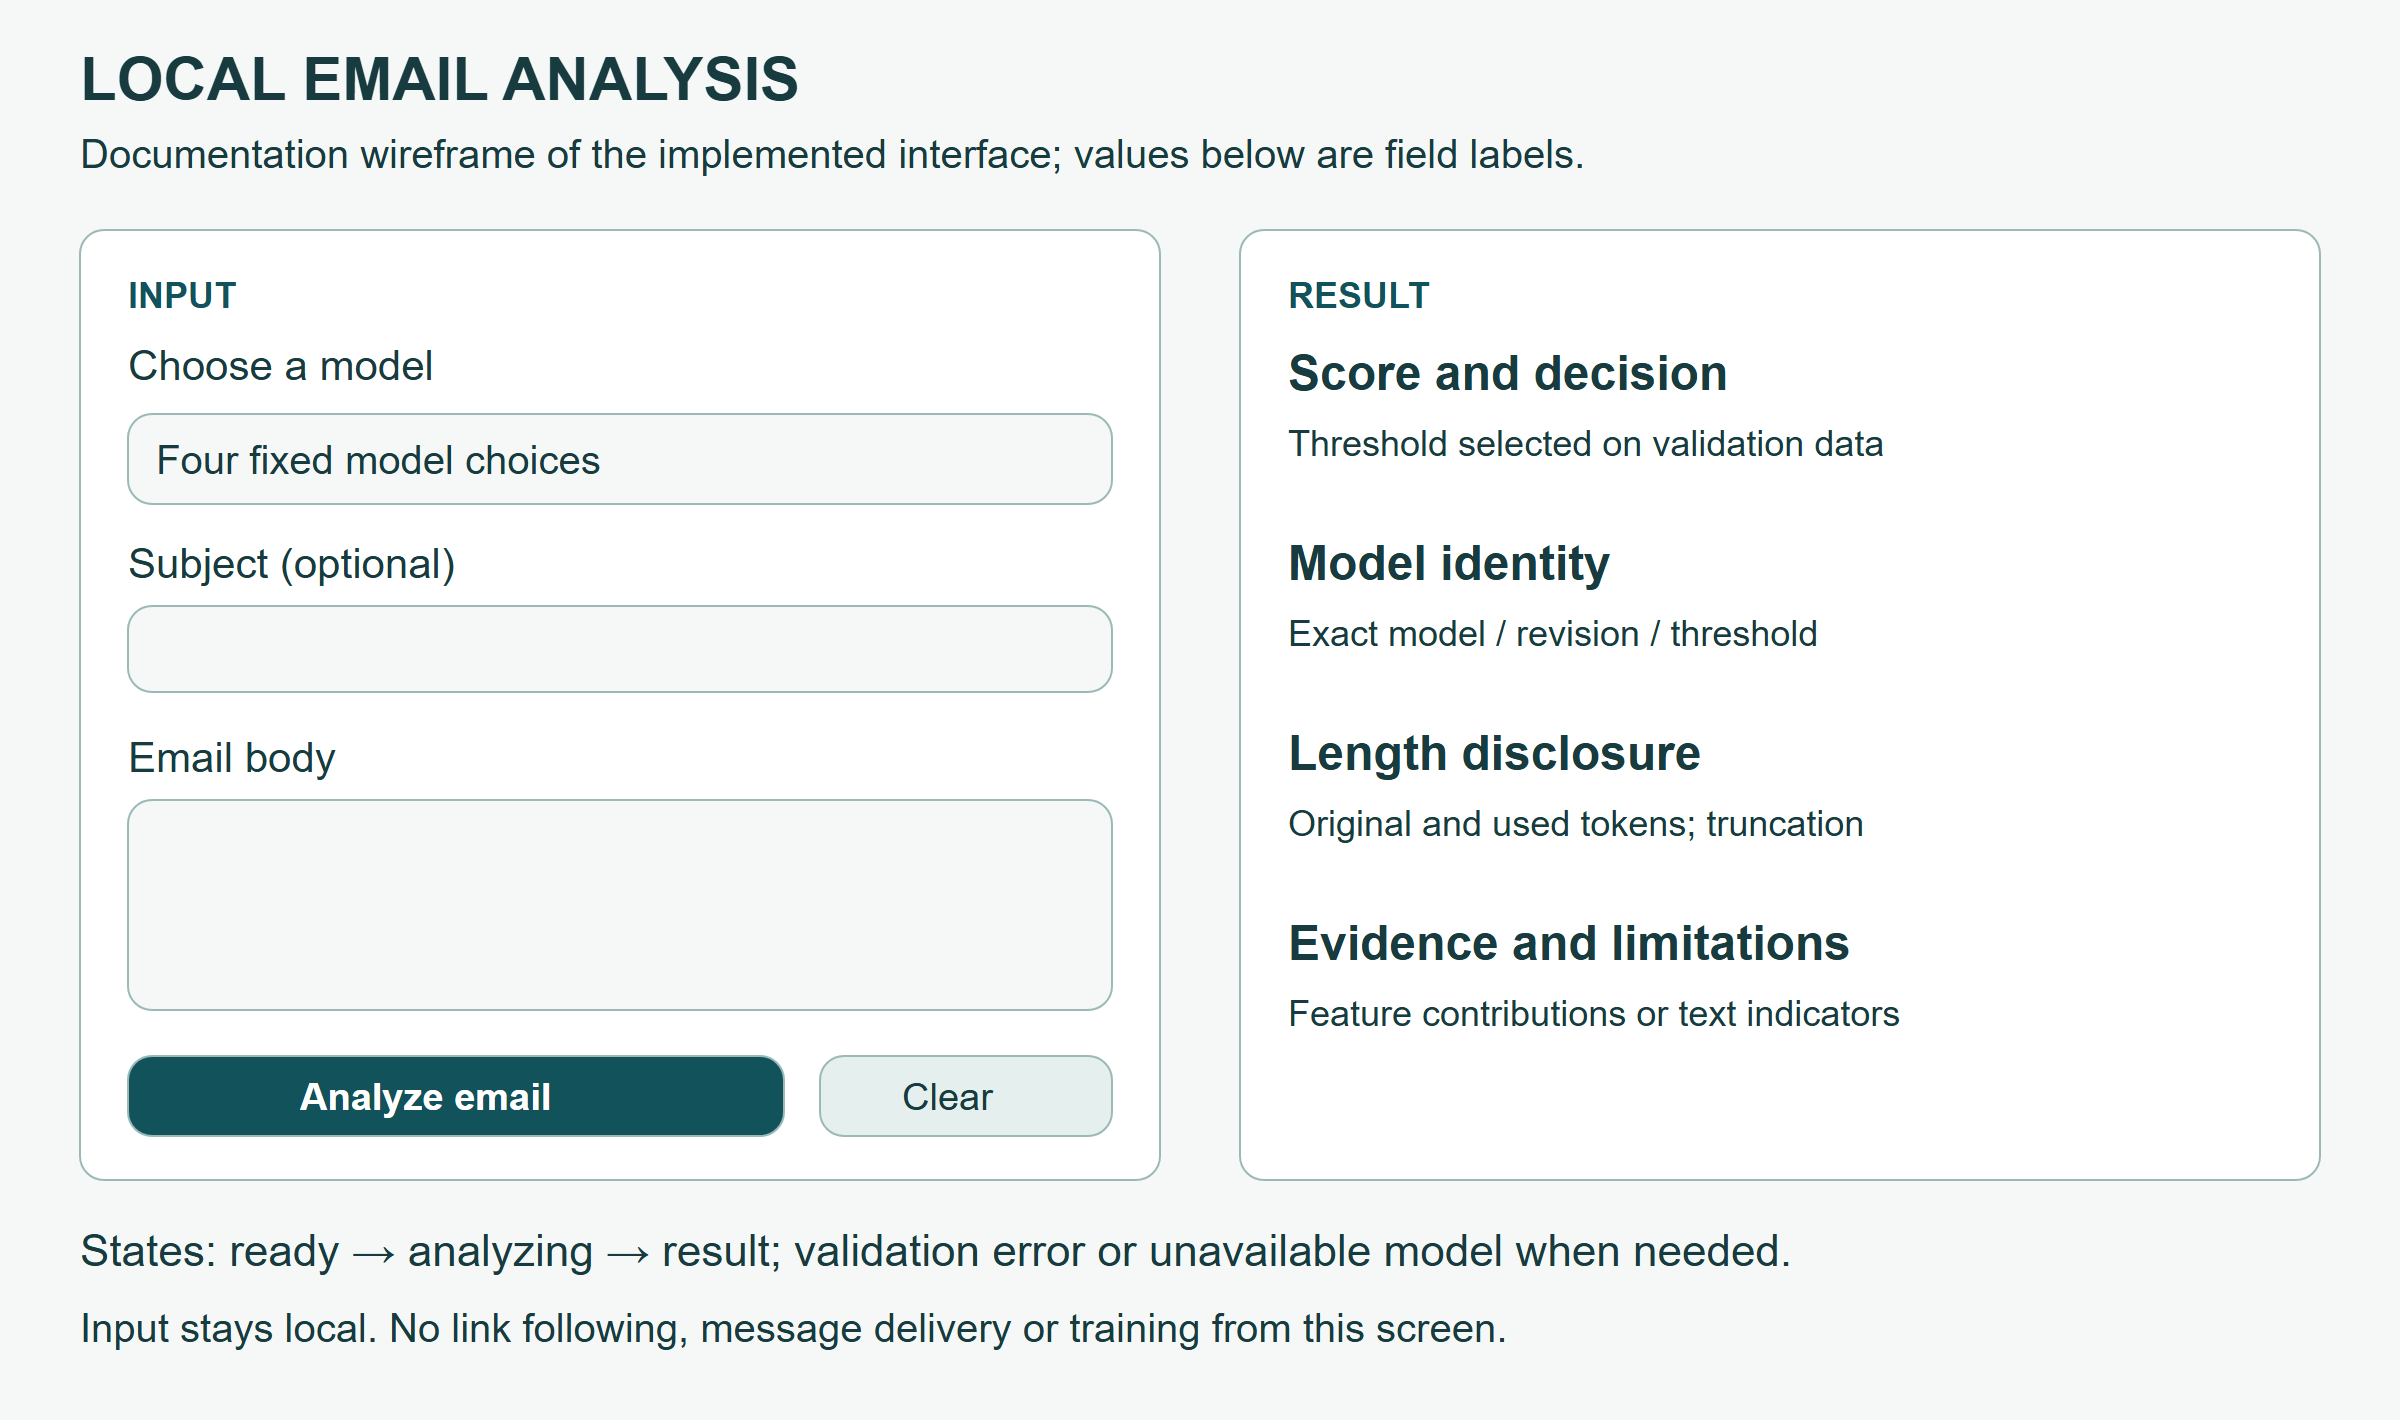 LOCAL EMAIL ANALYSIS
Documentation wireframe of the implemented interface; values below are field labels.
INPUT
Choose a model
Four fixed model choices
Subject (optional)
Email body
Analyze email
Clear
RESULT
Score and decision
Threshold selected on validation data
Model identity
Exact model / revision / threshold
Length disclosure
Original and used tokens; truncation
Evidence and limitations
Feature contributions or text indicators
States: ready → analyzing → result; validation error or unavailable model when needed.
Input stays local. No link following, message delivery or training from this screen.